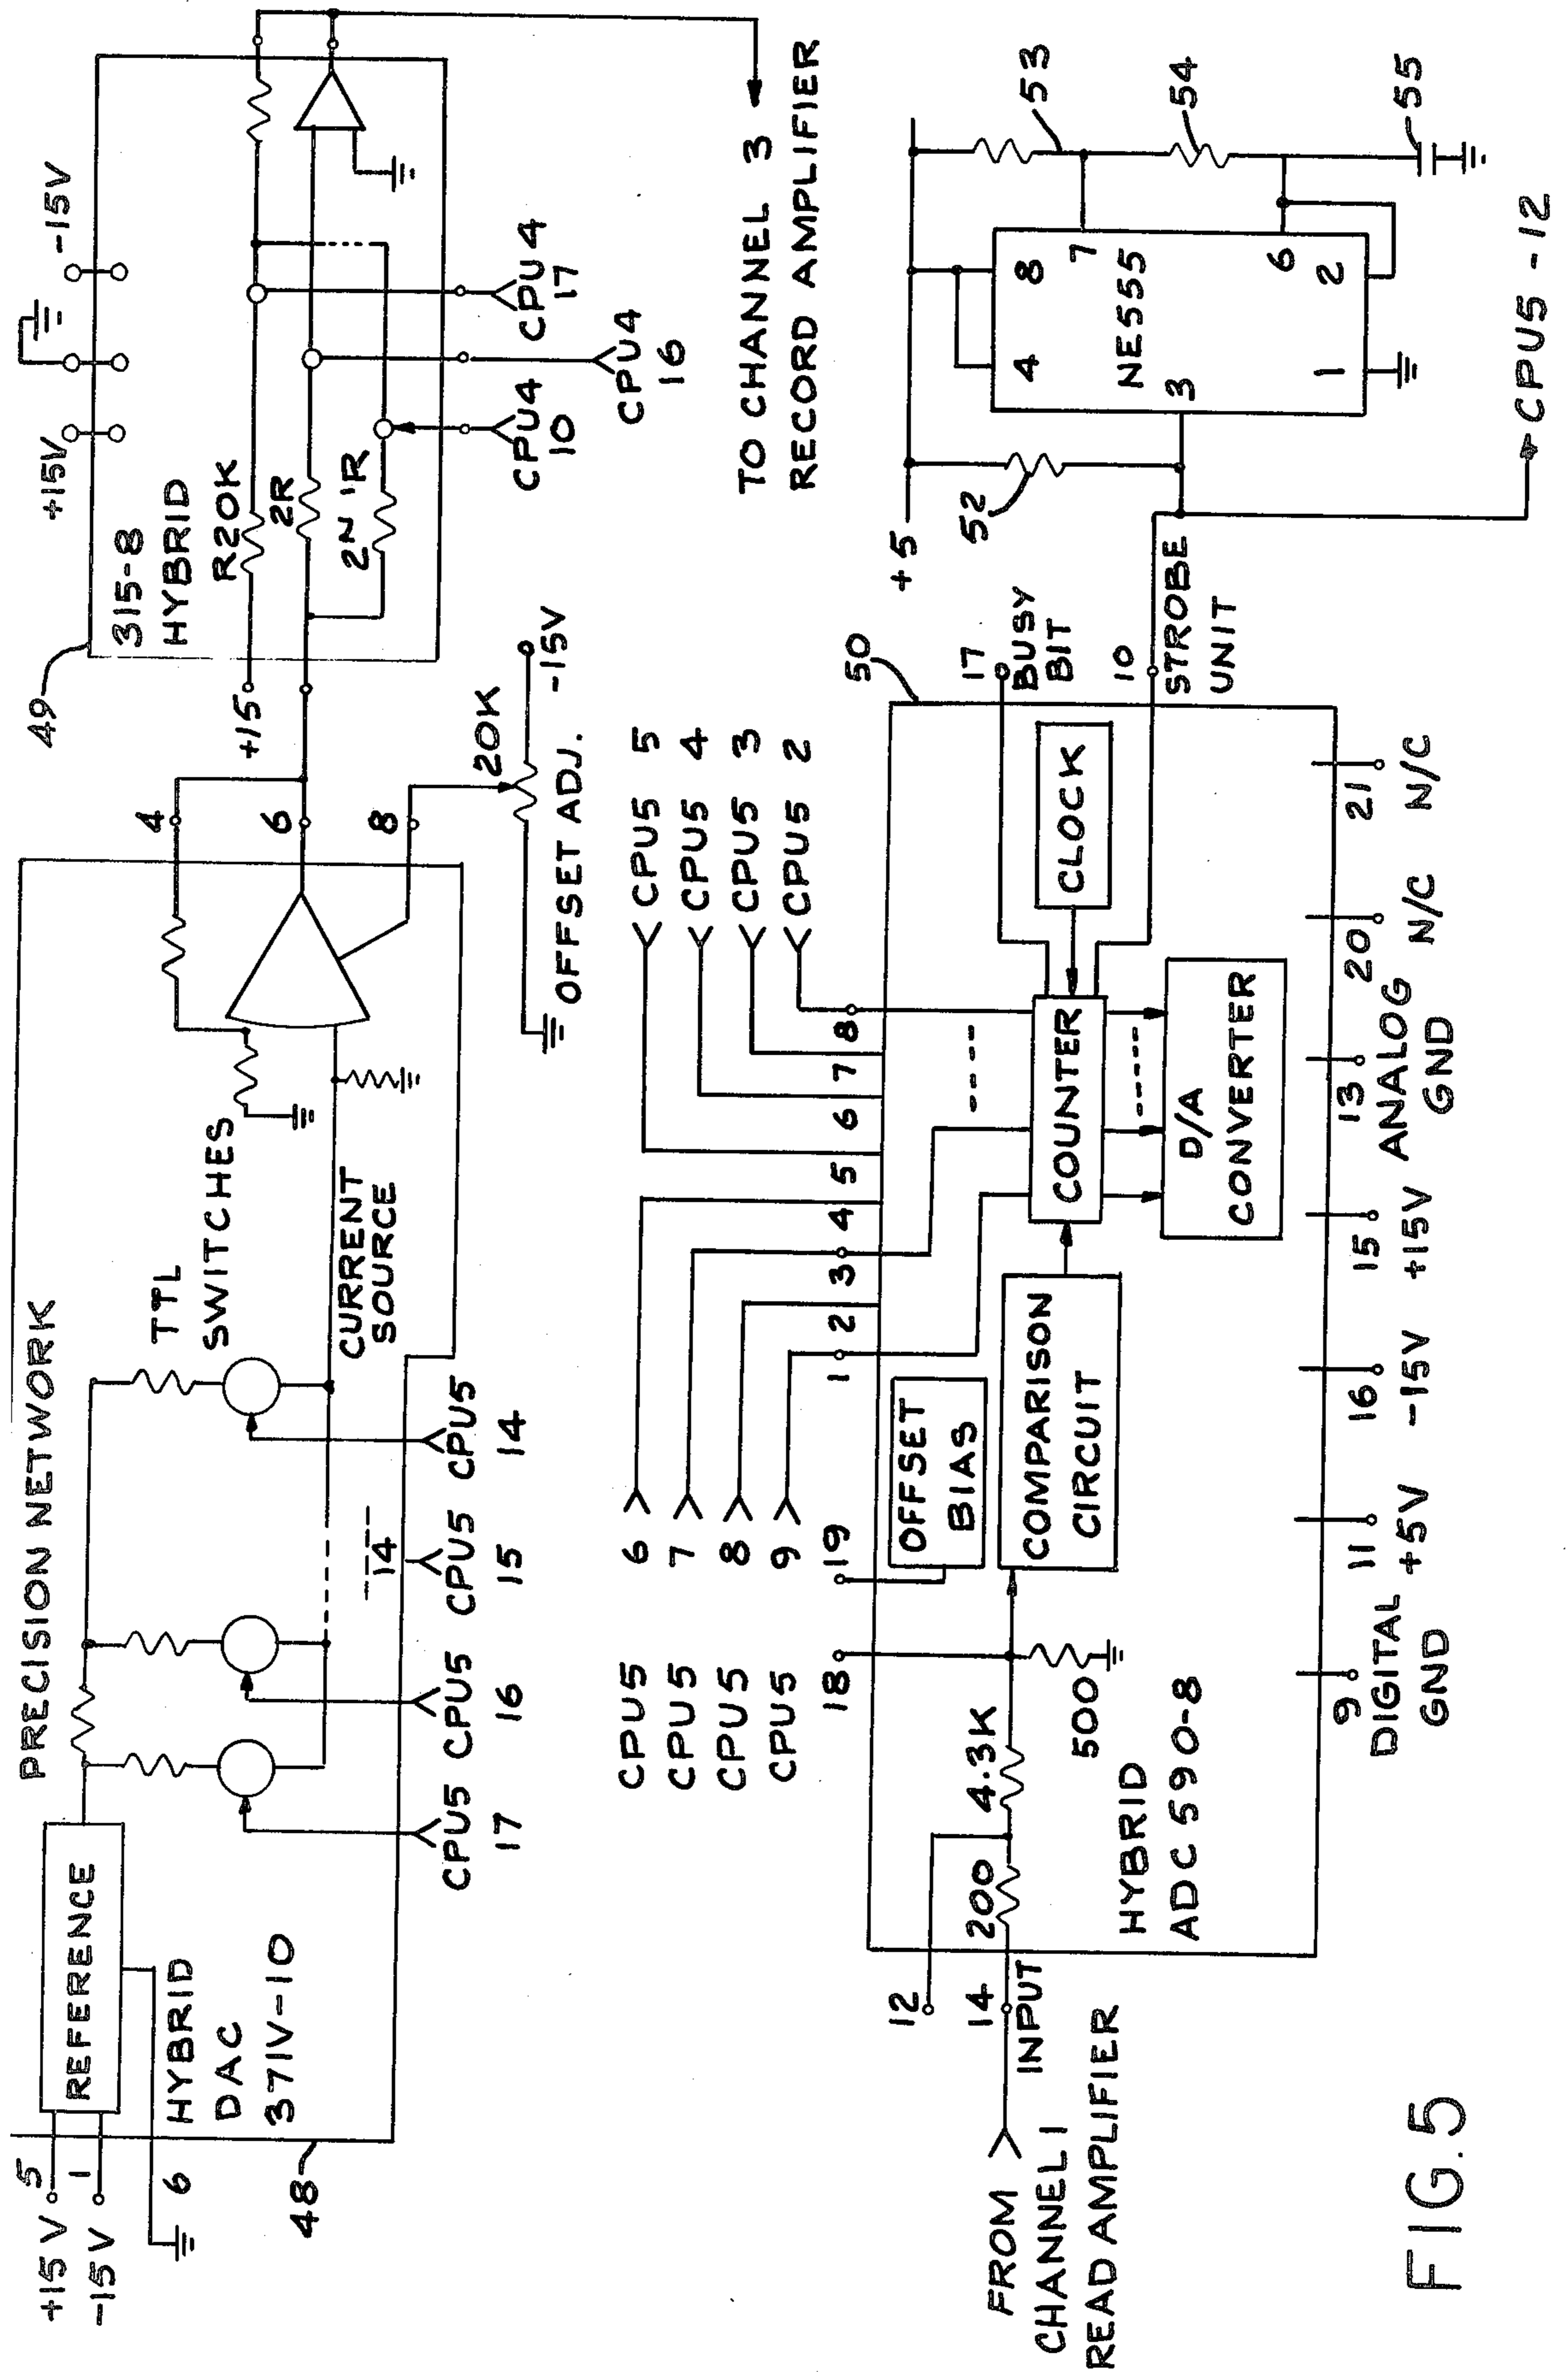 PRECISION NETWORK
+15V 5
-15V 1
6
REFERENCE
HYBRID
DAC
371V-10
48
TTL
SWITCHES
CURRENT
SOURCE
CPU5
17
CPU5
16
14
CPU5
15
CPU5
14
4
6
8
20K
-15V
OFFSET ADJ.
49
+15V
-15V
315-8
HYBRID
+15
R20K
2R
2N'R
CPU4
10
CPU4
16
CPU4
17
TO CHANNEL 3
RECORD AMPLIFIER
CPU5 6
CPU5 7
CPU5 8
CPU5 9
CPU5 5
CPU5 4
CPU5 3
CPU5 2
18
19
1
2
3
4
5
6
7
8
50
FROM
CHANNEL 1
READ AMPLIFIER
12
14
INPUT
200
4.3K
500
HYBRID
ADC 590-8
OFFSET
BIAS
COMPARISON
CIRCUIT
COUNTER
CLOCK
D/A
CONVERTER
17
BUSY
BIT
10
STROBE
UNIT
9
DIGITAL
GND
11
+5V
16
-15V
15
+15V
13
ANALOG
GND
20
N/C
21
N/C
+5
52
53
54
55
4
8
7
NE555
3
6
1
2
CPU5-12
FIG.5